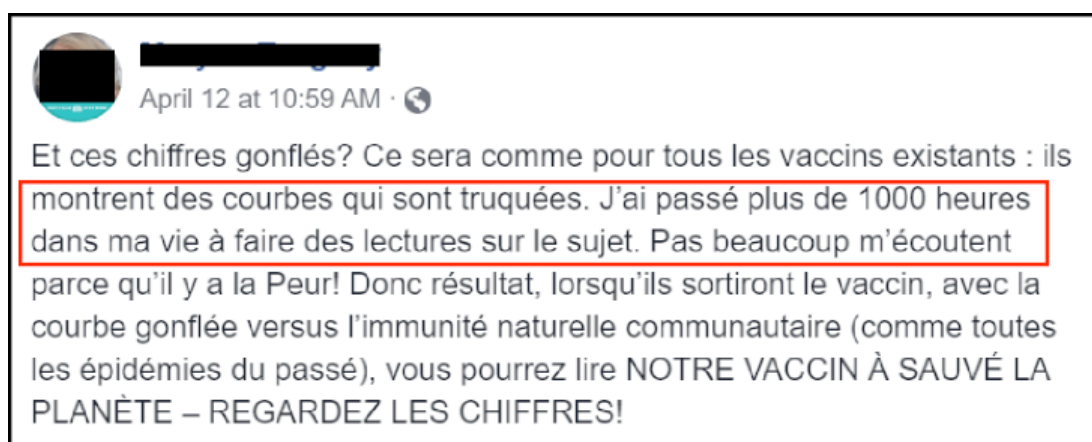 April 12 at 10:59 AM ·
Et ces chiffres gonflés? Ce sera comme pour tous les vaccins existants : ils
montrent des courbes qui sont truquées. J'ai passé plus de 1000 heures
dans ma vie à faire des lectures sur le sujet. Pas beaucoup m'écoutent
parce qu'il y a la Peur! Donc résultat, lorsqu'ils sortiront le vaccin, avec la
courbe gonflée versus l'immunité naturelle communautaire (comme toutes
les épidémies du passé), vous pourrez lire NOTRE VACCIN À SAUVÉ LA
PLANÈTE – REGARDEZ LES CHIFFRES!